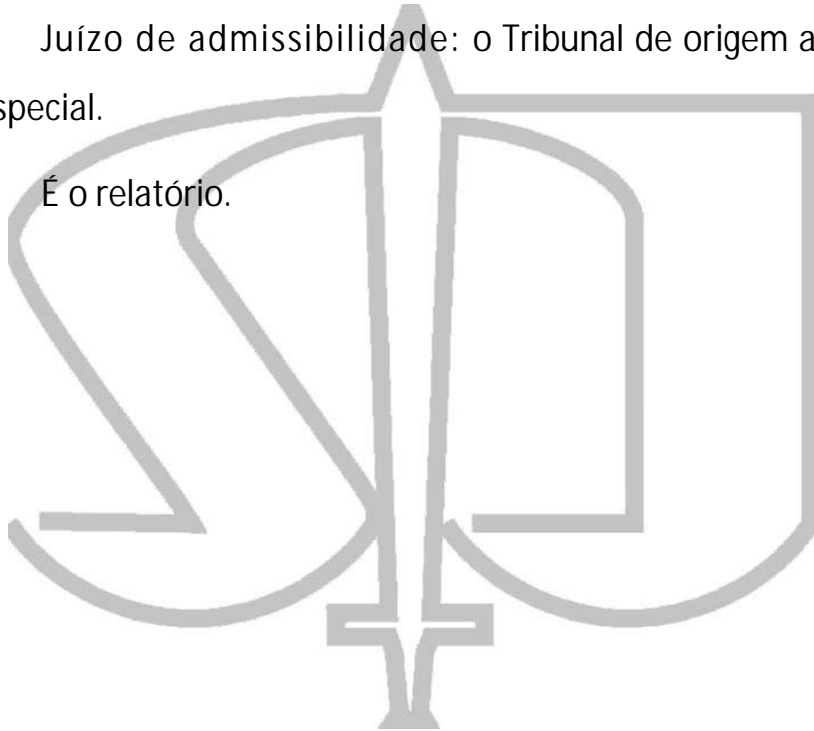 Juízo de admissibilidade: o Tribunal de origem a
special.
É o relatório.